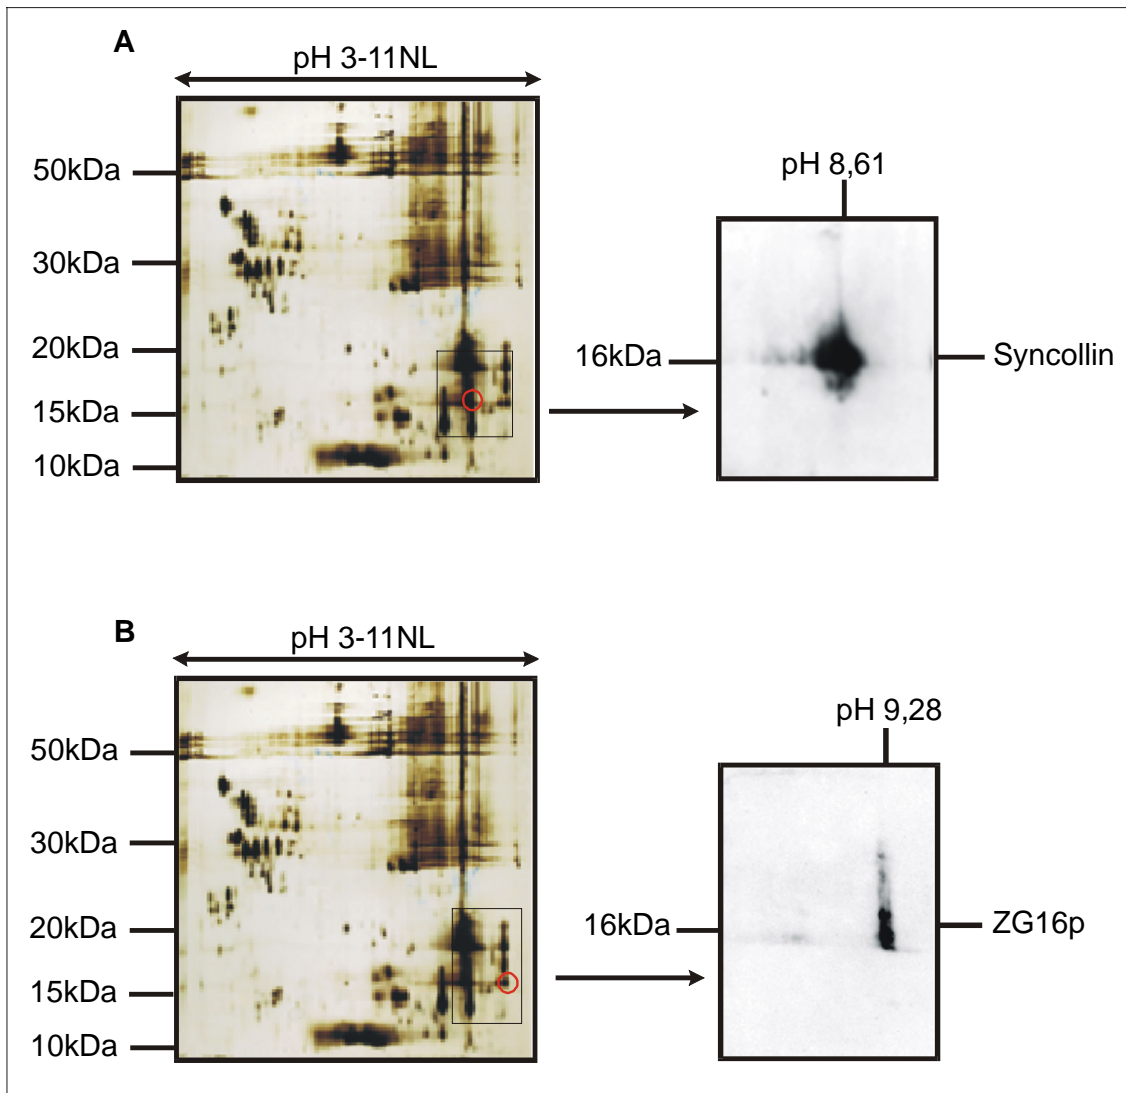 A
pH 3-11NL
50kDa
30kDa
20kDa
15kDa
10kDa
pH 8,61
16kDa
Syncollin
B
pH 3-11NL
50kDa
30kDa
20kDa
15kDa
10kDa
pH 9,28
16kDa
ZG16p